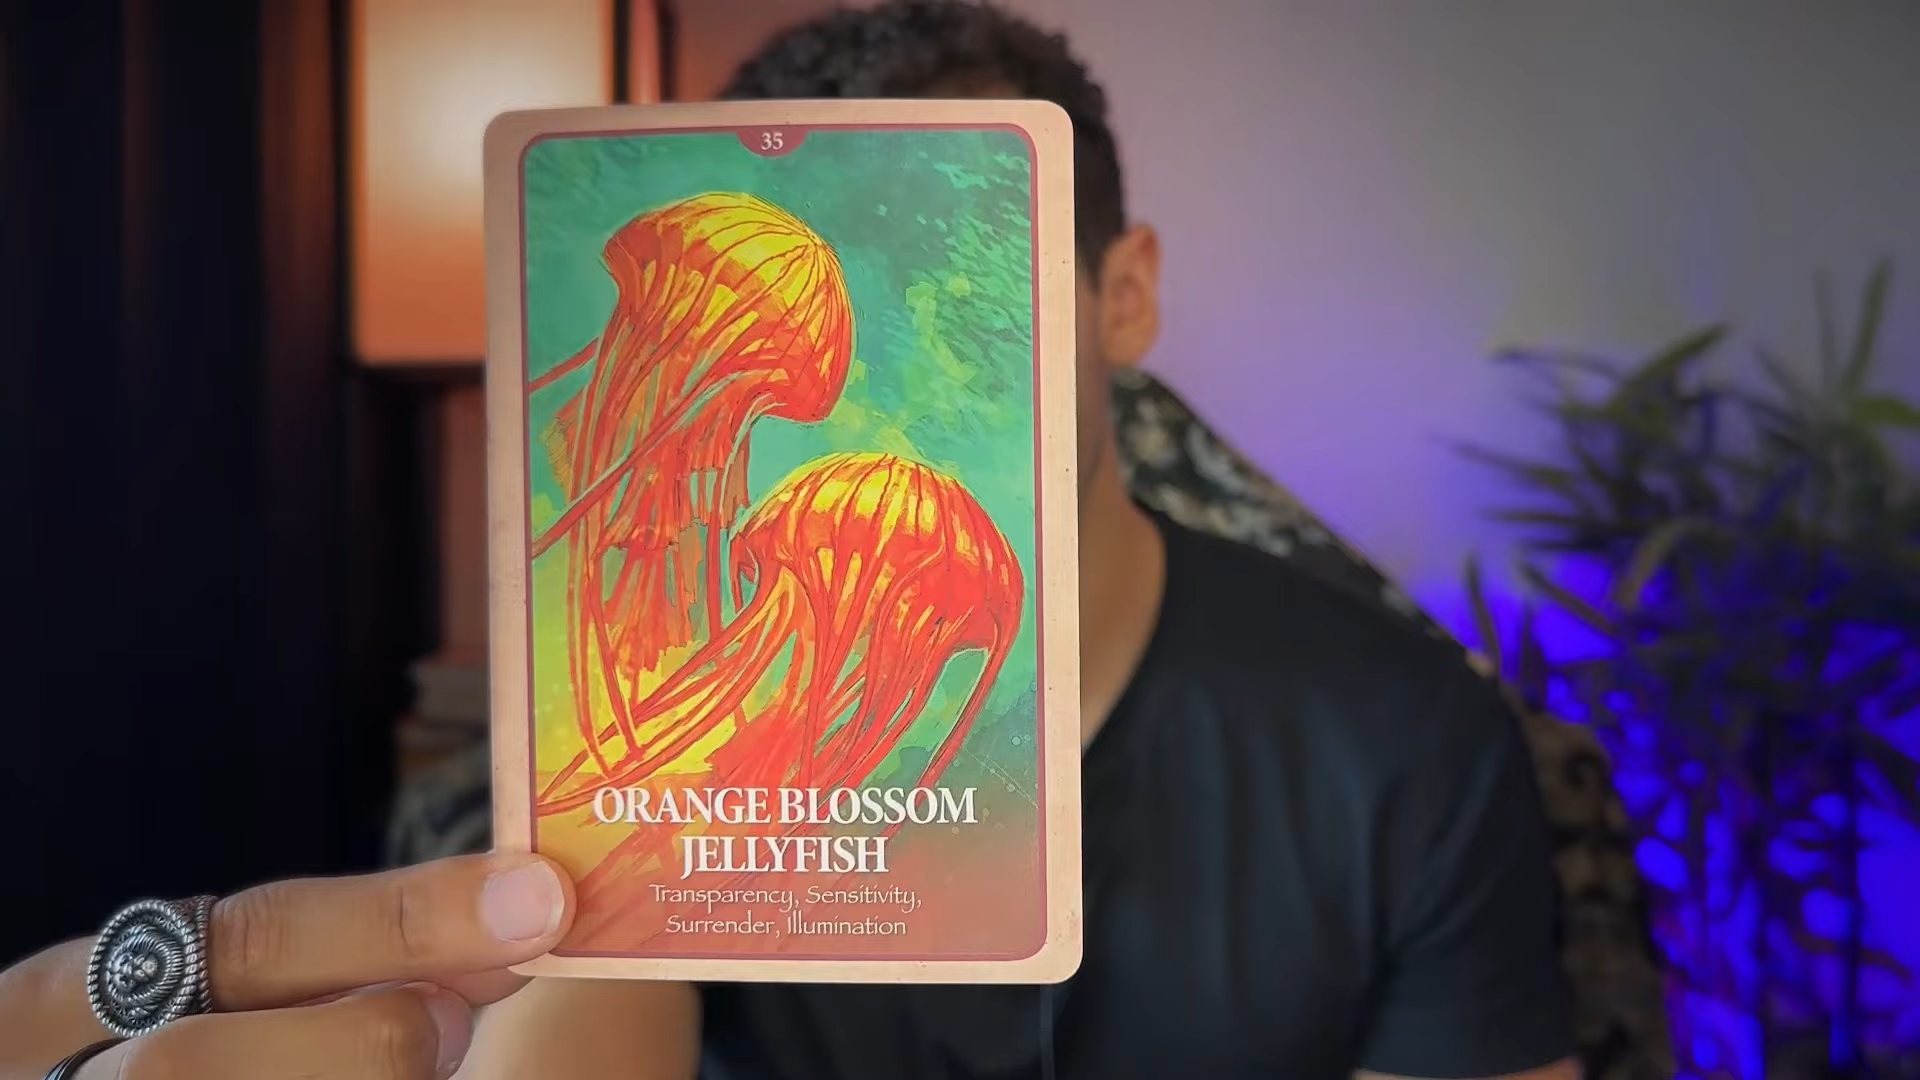 35
ORANGE BLOSSOM
JELLYFISH
Transparency, Sensitivity,
Surrender, Illumination